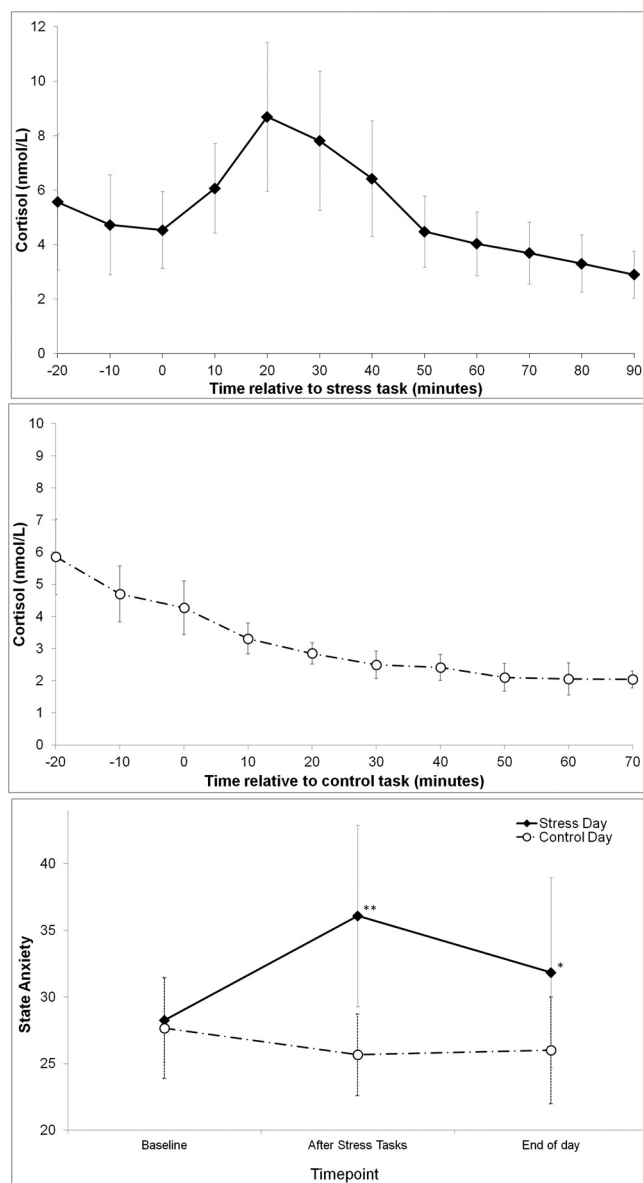 12
10
8
6
4
2
0
Cortisol (nmol/L)
-20 -10 0 10 20 30 40 50 60 70 80 90
Time relative to stress task (minutes)
10
9
8
7
6
5
4
3
2
1
0
Cortisol (nmol/L)
-20 -10 0 10 20 30 40 50 60 70
Time relative to control task (minutes)
Stress Day
Control Day
40
35
30
25
20
State Anxiety
**
*
Baseline After Stress Tasks End of day
Timepoint